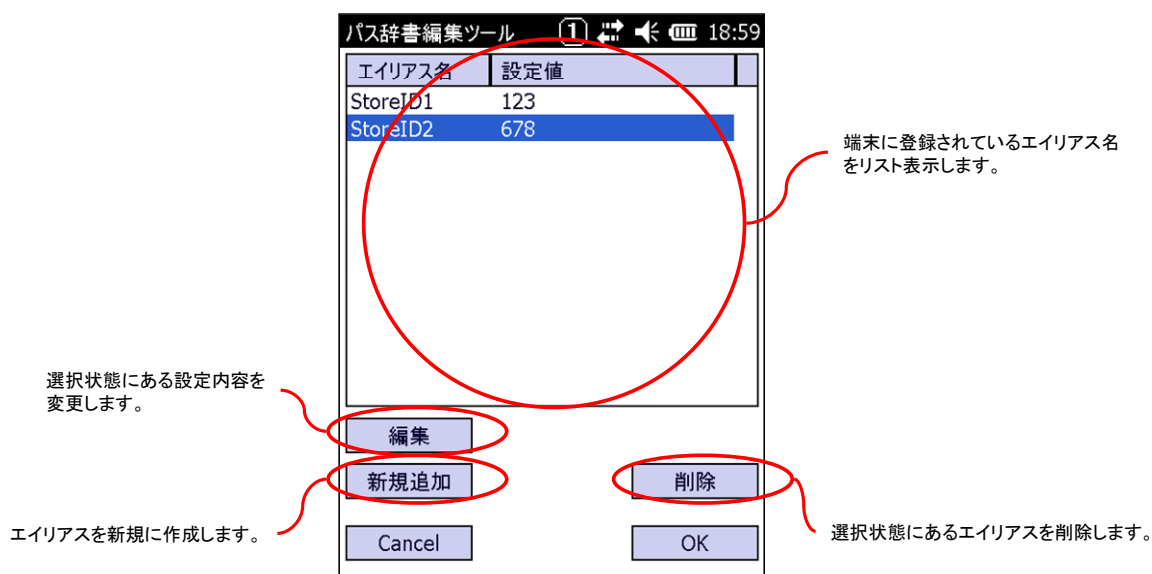 パス辞書編集ツール 1 18:59
エイリアス名 設定値
StoreID1 123
StoreID2 678
端末に登録されているエイリアス名
をリスト表示します。
選択状態にある設定内容を
変更します。
編集
新規追加 削除
エイリアスを新規に作成します。
選択状態にあるエイリアスを削除します。
Cancel OK